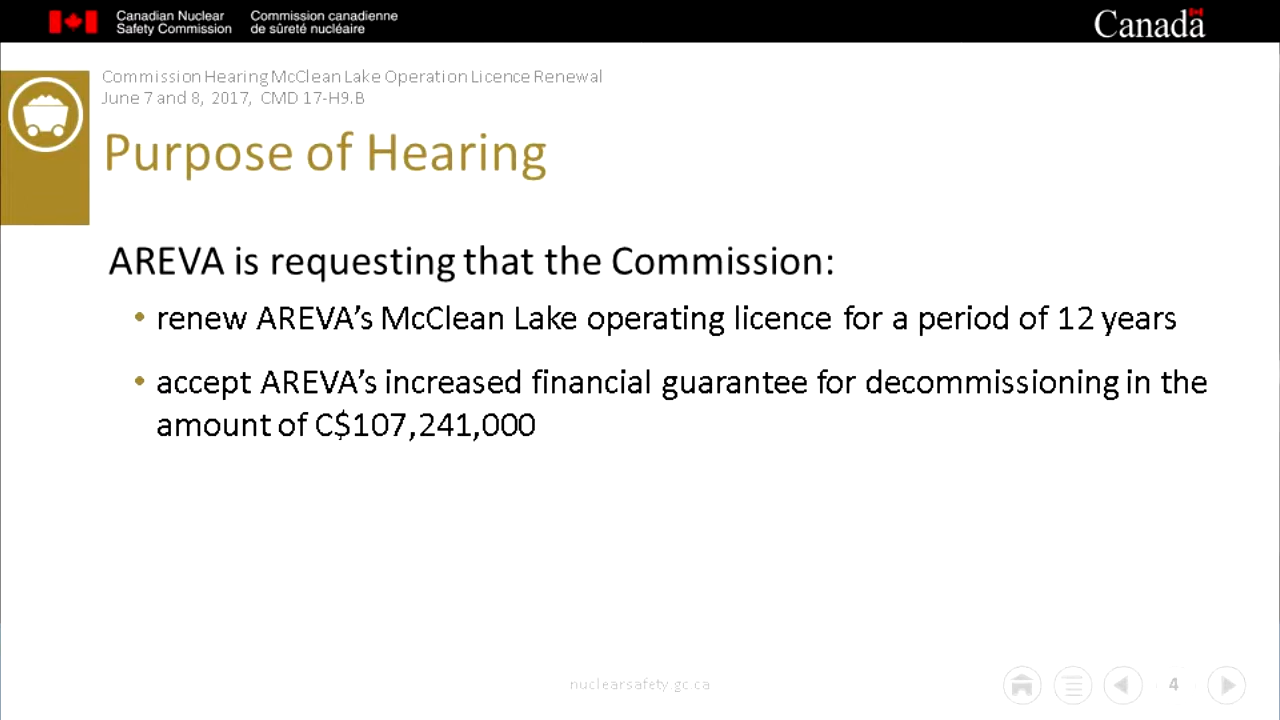 Canadian Nuclear Commission canadienne
Safety Commission de sûreté nucléaire
Canada
Commission Hearing McClean Lake Operation Licence Renewal
June 7 and 8, 2017, CMD 17-H9.B
Purpose of Hearing
AREVA is requesting that the Commission:
• renew AREVA’s McClean Lake operating licence for a period of 12 years
• accept AREVA’s increased financial guarantee for decommissioning in the
amount of C$107,241,000
nuclearsafety.gc.ca
4